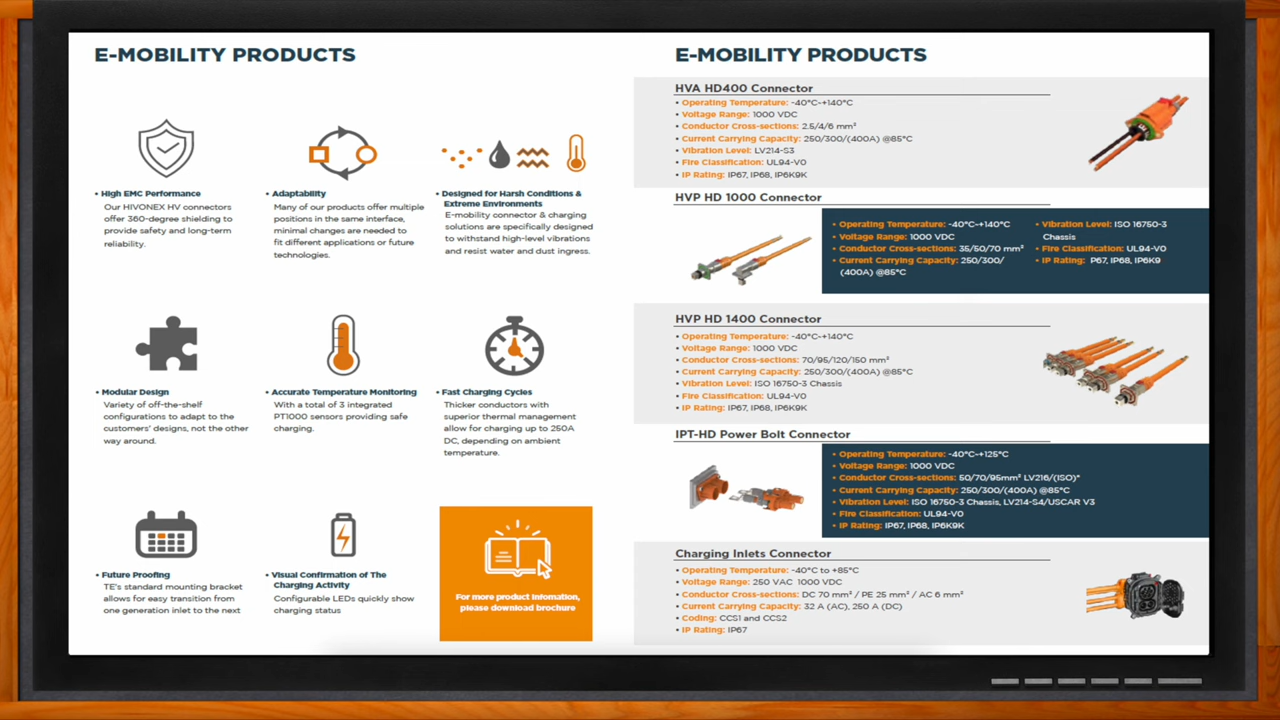 E-MOBILITY PRODUCTS
• High EMC Performance
Our HIVONEX HV connectors
offer 360-degree shielding to
provide safety and long-term
reliability.
• Adaptability
Many of our products offer multiple
positions in the same interface,
minimal changes are needed to
fit different applications or future
technologies.
• Designed for Harsh Conditions &
Extreme Environments
E-mobility connector & charging
solutions are specifically designed
to withstand high-level vibrations
and resist water and dust ingress.
• Modular Design
Variety of off-the-shelf
configurations to adapt to the
customers' designs, not the other
way around.
• Accurate Temperature Monitoring
With a total of 3 integrated
PT1000 sensors providing safe
charging.
• Fast Charging Cycles
Thicker conductors with
superior thermal management
allow for charging up to 250A
DC, depending on ambient
temperature.
• Future Proofing
TE's standard mounting bracket
allows for easy transition from
one generation inlet to the next
• Visual Confirmation of The
Charging Activity
Configurable LEDs quickly show
charging status
For more product infomation,
please download brochure
E-MOBILITY PRODUCTS
HVA HD400 Connector
• Operating Temperature: -40°C-+140°C
• Voltage Range: 1000 VDC
• Conductor Cross-sections: 2.5/4/6 mm²
• Current Carrying Capacity: 250/300/(400A) @85°C
• Vibration Level: LV214-S3
• Fire Classification: UL94-V0
• IP Rating: IP67, IP68, IP6K9K
HVP HD 1000 Connector
• Operating Temperature: -40°C-+140°C
• Voltage Range: 1000 VDC
• Conductor Cross-sections: 35/50/70 mm²
• Current Carrying Capacity: 250/300/
(400A) @85°C
• Vibration Level: ISO 16750-3
Chassis
• Fire Classification: UL94-V0
• IP Rating: P67, IP68, IP6K9
HVP HD 1400 Connector
• Operating Temperature: -40°C-+140°C
• Voltage Range: 1000 VDC
• Conductor Cross-sections: 70/95/120/150 mm²
• Current Carrying Capacity: 250/300/(400A) @85°C
• Vibration Level: ISO 16750-3 Chassis
• Fire Classification: UL94-V0
• IP Rating: IP67, IP68, IP6K9K
IPT-HD Power Bolt Connector
• Operating Temperature: -40°C-+125°C
• Voltage Range: 1000 VDC
• Conductor Cross-sections: 50/70/95mm² LV216/(ISO)*
• Current Carrying Capacity: 250/300/(400A) @85°C
• Vibration Level: ISO 16750-3 Chassis, LV214-S4/USCAR V3
• Fire Classification: UL94-V0
• IP Rating: IP67, IP68, IP6K9K
Charging Inlets Connector
• Operating Temperature: -40°C to +85°C
• Voltage Range: 250 VAC 1000 VDC
• Conductor Cross-sections: DC 70 mm² / PE 25 mm² / AC 6 mm²
• Current Carrying Capacity: 32 A (AC), 250 A (DC)
• Coding: CCS1 and CCS2
• IP Rating: IP67